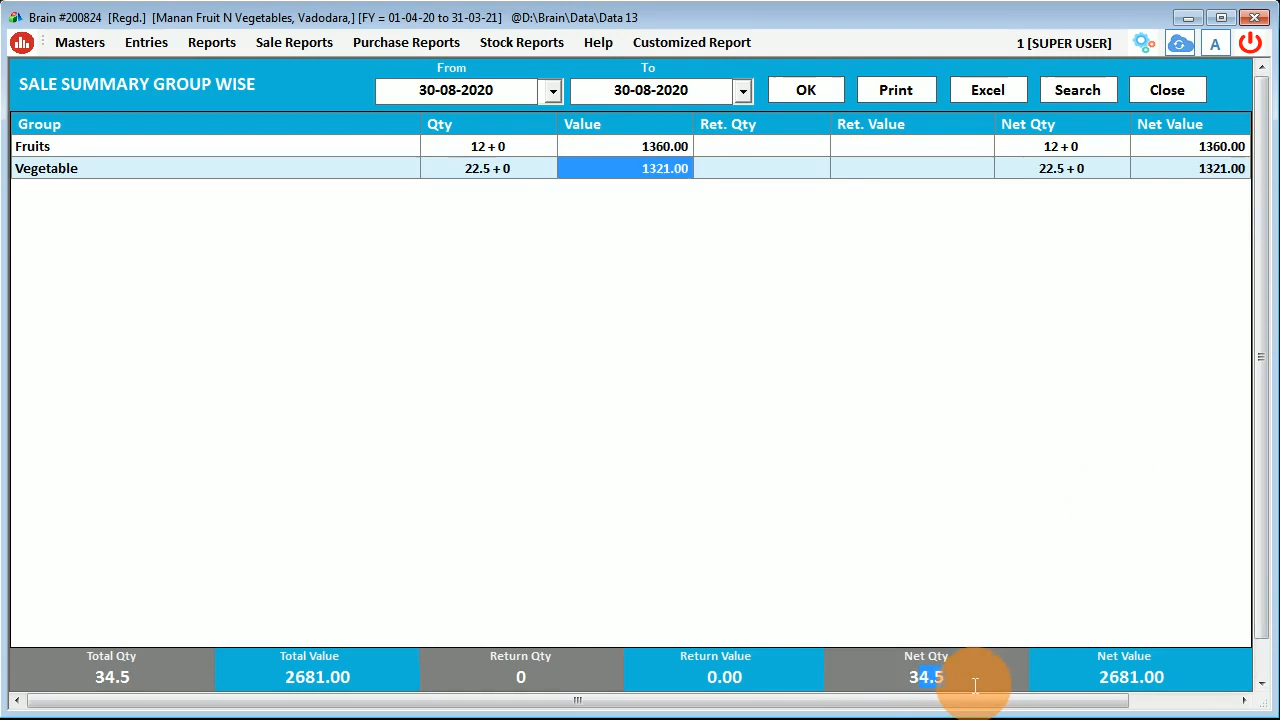 Brain #200824 [Regd.] [Manan Fruit N Vegetables, Vadodara,] [FY = 01-04-20 to 31-03-21] @D:\Brain\Data\Data 13
Masters Entries Reports Sale Reports Purchase Reports Stock Reports Help Customized Report 1 [SUPER USER] A
From To
SALE SUMMARY GROUP WISE 30-08-2020 30-08-2020 OK Print Excel Search Close
Group Qty Value Ret. Qty Ret. Value Net Qty Net Value
Fruits 12 + 0 1360.00 12 + 0 1360.00
Vegetable 22.5 + 0 1321.00 22.5 + 0 1321.00
Total Qty Total Value Return Qty Return Value Net Qty Net Value
34.5 2681.00 0 0.00 34.5 2681.00